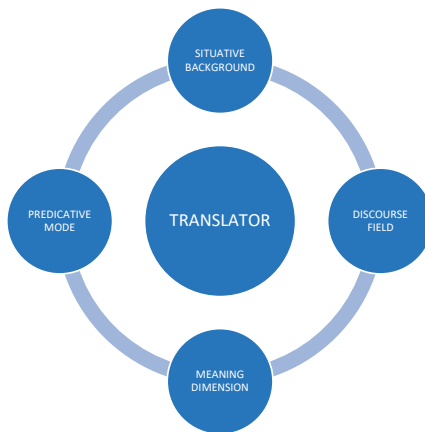 SITUATIVE
BACKGROUND
PREDICATIVE
MODE
TRANSLATOR
DISCOURSE
FIELD
MEANING
DIMENSION